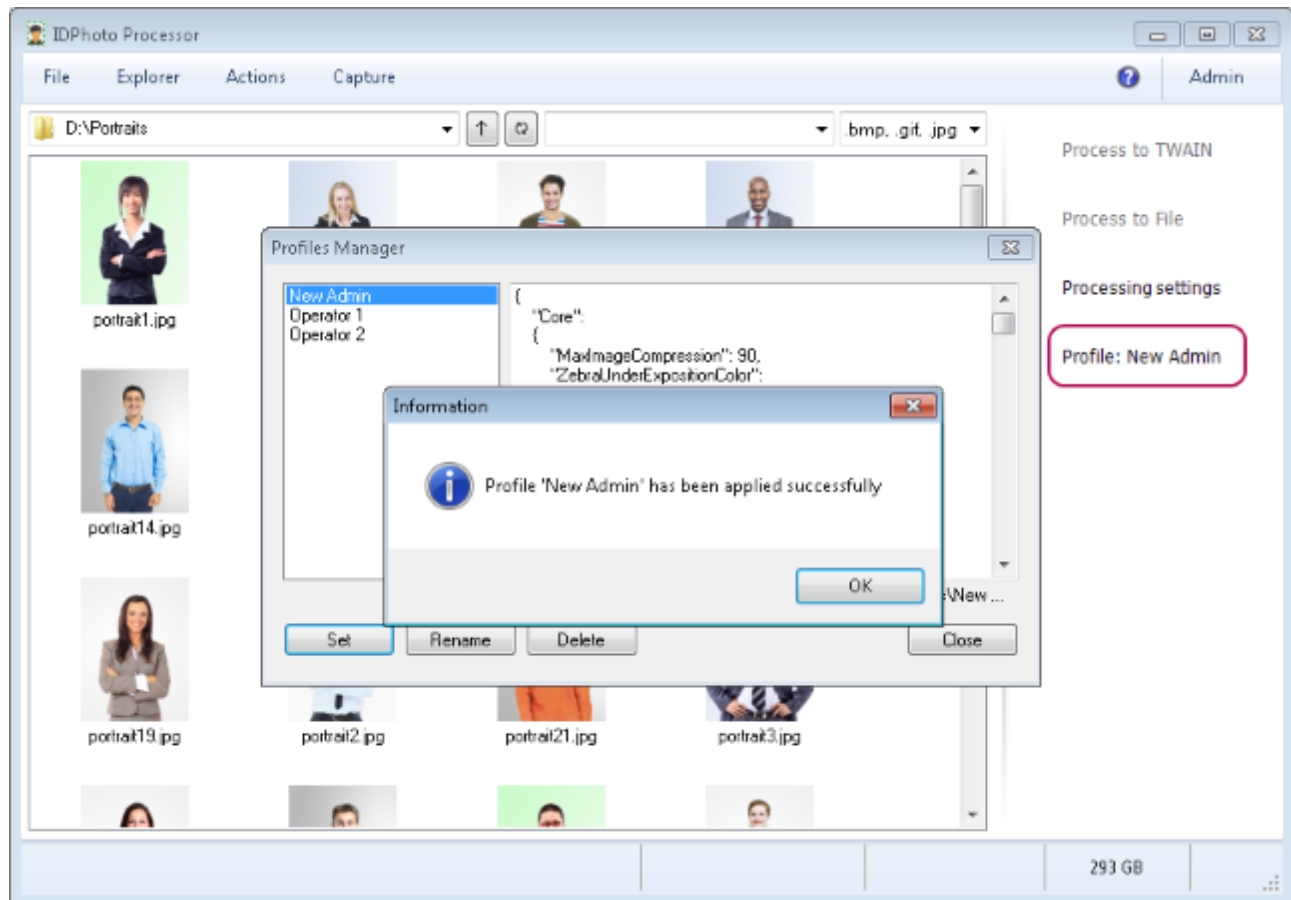 IDPhoto Processor
File Explorer Actions Capture Admin
D:\Portraits .bmp, .gif, .jpg
Process to TWAIN
Process to File
Processing settings
Profile: New Admin
portrait1.jpg
portrait14.jpg
portrait19.jpg portrait2.jpg portrait21.jpg portrait3.jpg
Profiles Manager
New Admin
Operator 1
Operator 2
{
"Core":
{
"MaxImageCompression": 90,
"ZebraUnderExpositionColor":
Information
Profile 'New Admin' has been applied successfully
OK
\New ...
Set Rename Delete Close
293 GB